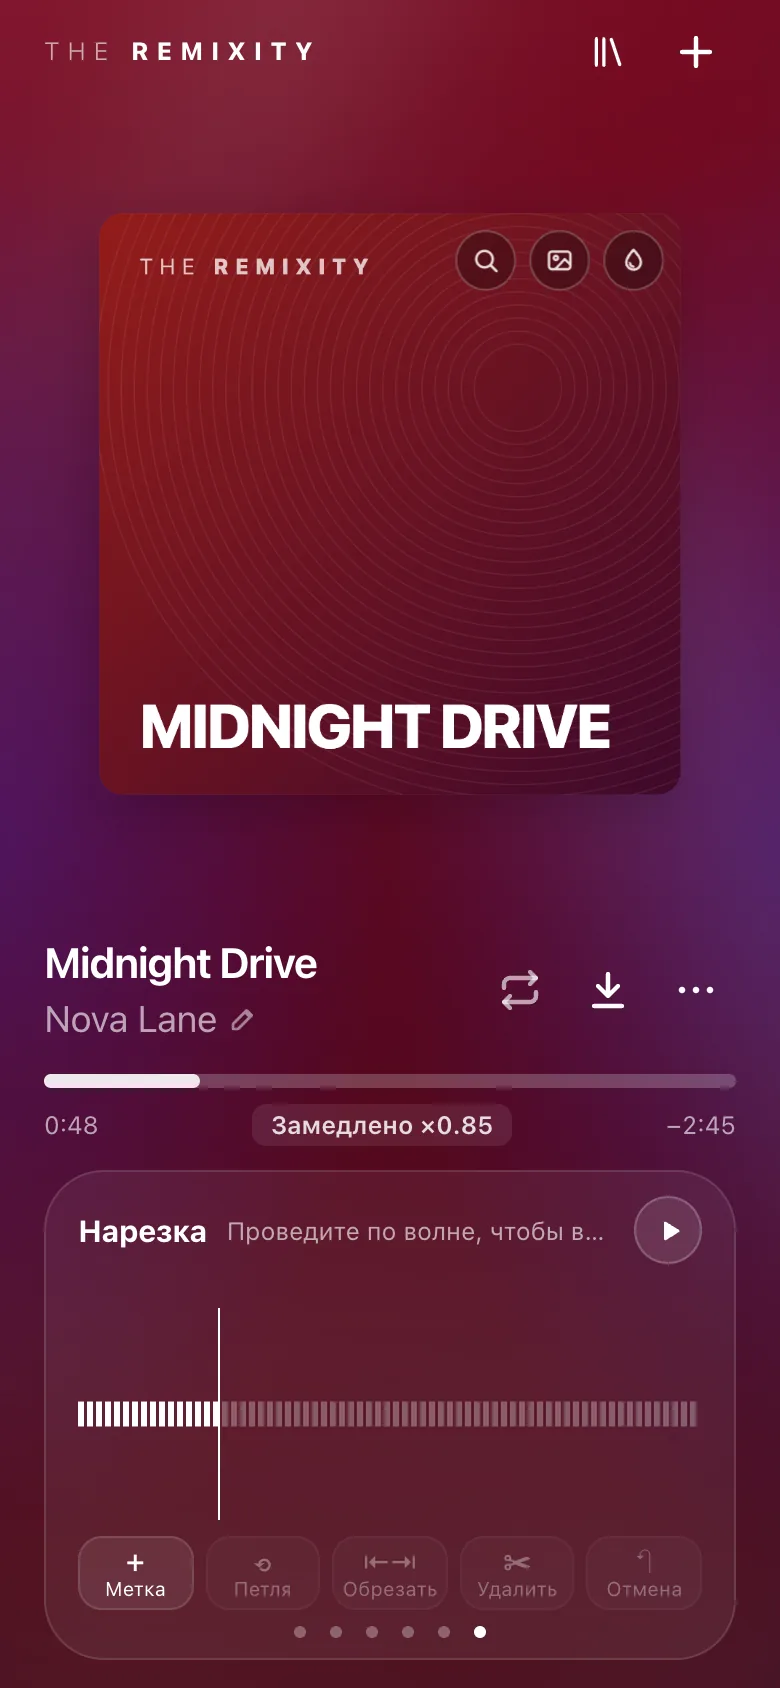 THE REMIXITY
THE REMIXITY
MIDNIGHT DRIVE
Midnight Drive
Nova Lane
0:48
Замедлено ×0.85
−2:45
Нарезка
Проведите по волне, чтобы в...
Метка
Петля
Обрезать
Удалить
Отмена